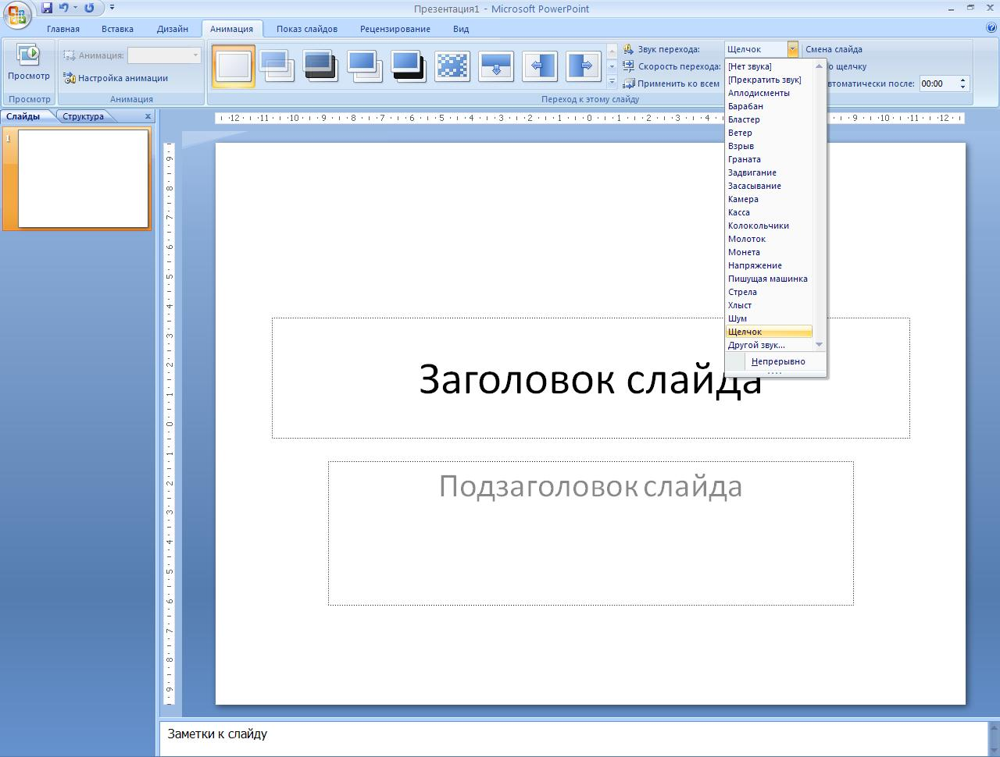 Презентация1 - Microsoft PowerPoint
Главная Вставка Дизайн Анимация Показ слайдов Рецензирование Вид
Просмотр
Просмотр
Анимация:
Настройка анимации
Анимация
Звук перехода: Щелчок
Скорость перехода:
Применить ко всем
Переход к этому слайду
Смена слайда
о щелчку
втоматически после: 00:00
[Нет звука]
[Прекратить звук]
Аплодисменты
Барабан
Бластер
Ветер
Взрыв
Граната
Задвигание
Засасывание
Камера
Касса
Колокольчики
Молоток
Монета
Напряжение
Пишущая машинка
Стрела
Хлыст
Шум
Щелчок
Другой звук...
Непрерывно
Слайды Структура x
1
12 11 10 9 8 7 6 5 4 3 2 1 0 1 2 3 4 9 10 11 12
9
8
7
6
5
4
3
2
1
0
1
2
3
4
5
6
7
8
9
Заголовок слайда
Подзаголовок слайда
Заметки к слайду